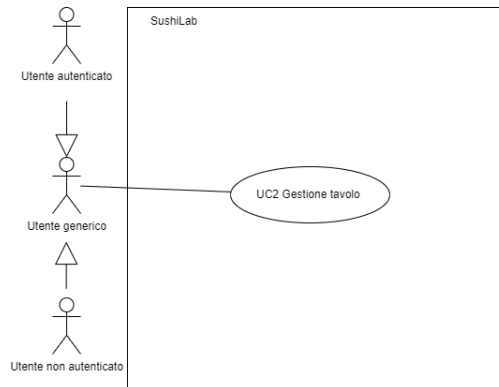 SushiLab
Utente autenticato
Utente generico
UC2 Gestione tavolo
Utente non autenticato